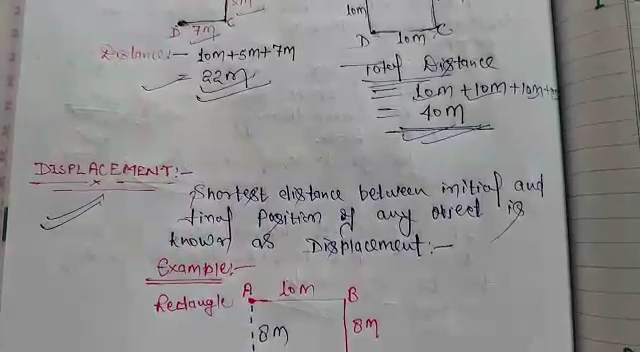 5m
D 7m C
Distance:- 10m+5m+7m
= 22m
10m
D 10m C
Total Distance
= 10m+10m+10m+
= 40m
DISPLACEMENT:-
Shortest distance between initial and
final position of any object is
known as Displacement:-
Example:-
Rectangle A 10m B
8m 8m